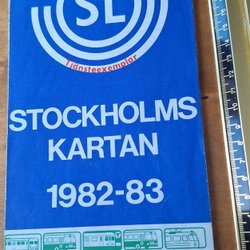 SL
Tjänsteexemplar
STOCKHOLMS
KARTAN
1982-83